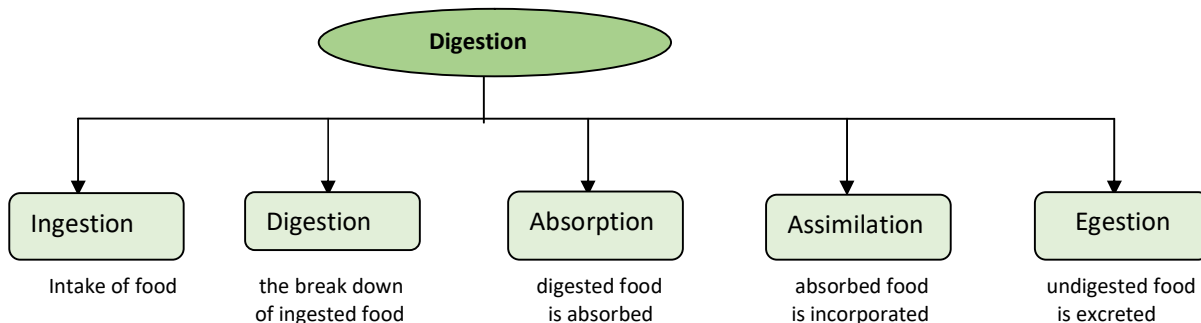 Digestion
Ingestion
Digestion
Absorption
Assimilation
Egestion
Intake of food
the break down
of ingested food
digested food
is absorbed
absorbed food
is incorporated
undigested food
is excreted